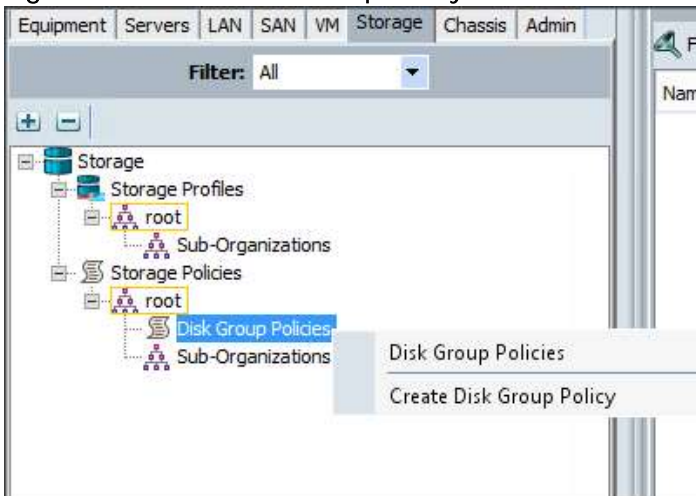 Equipment Servers LAN SAN VM Storage Chassis Admin
Filter: All
Storage
Storage Profiles
root
Sub-Organizations
Storage Policies
root
Disk Group Policies
Sub-Organizations
Disk Group Policies
Create Disk Group Policy